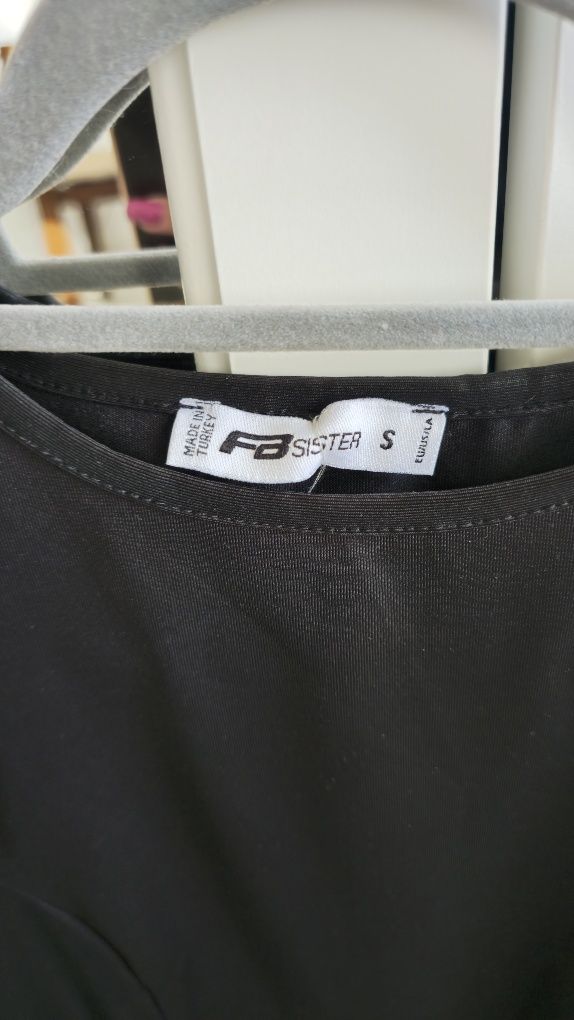 MADE IN
TURKEY
FB SISTER
S
EU/US/LA